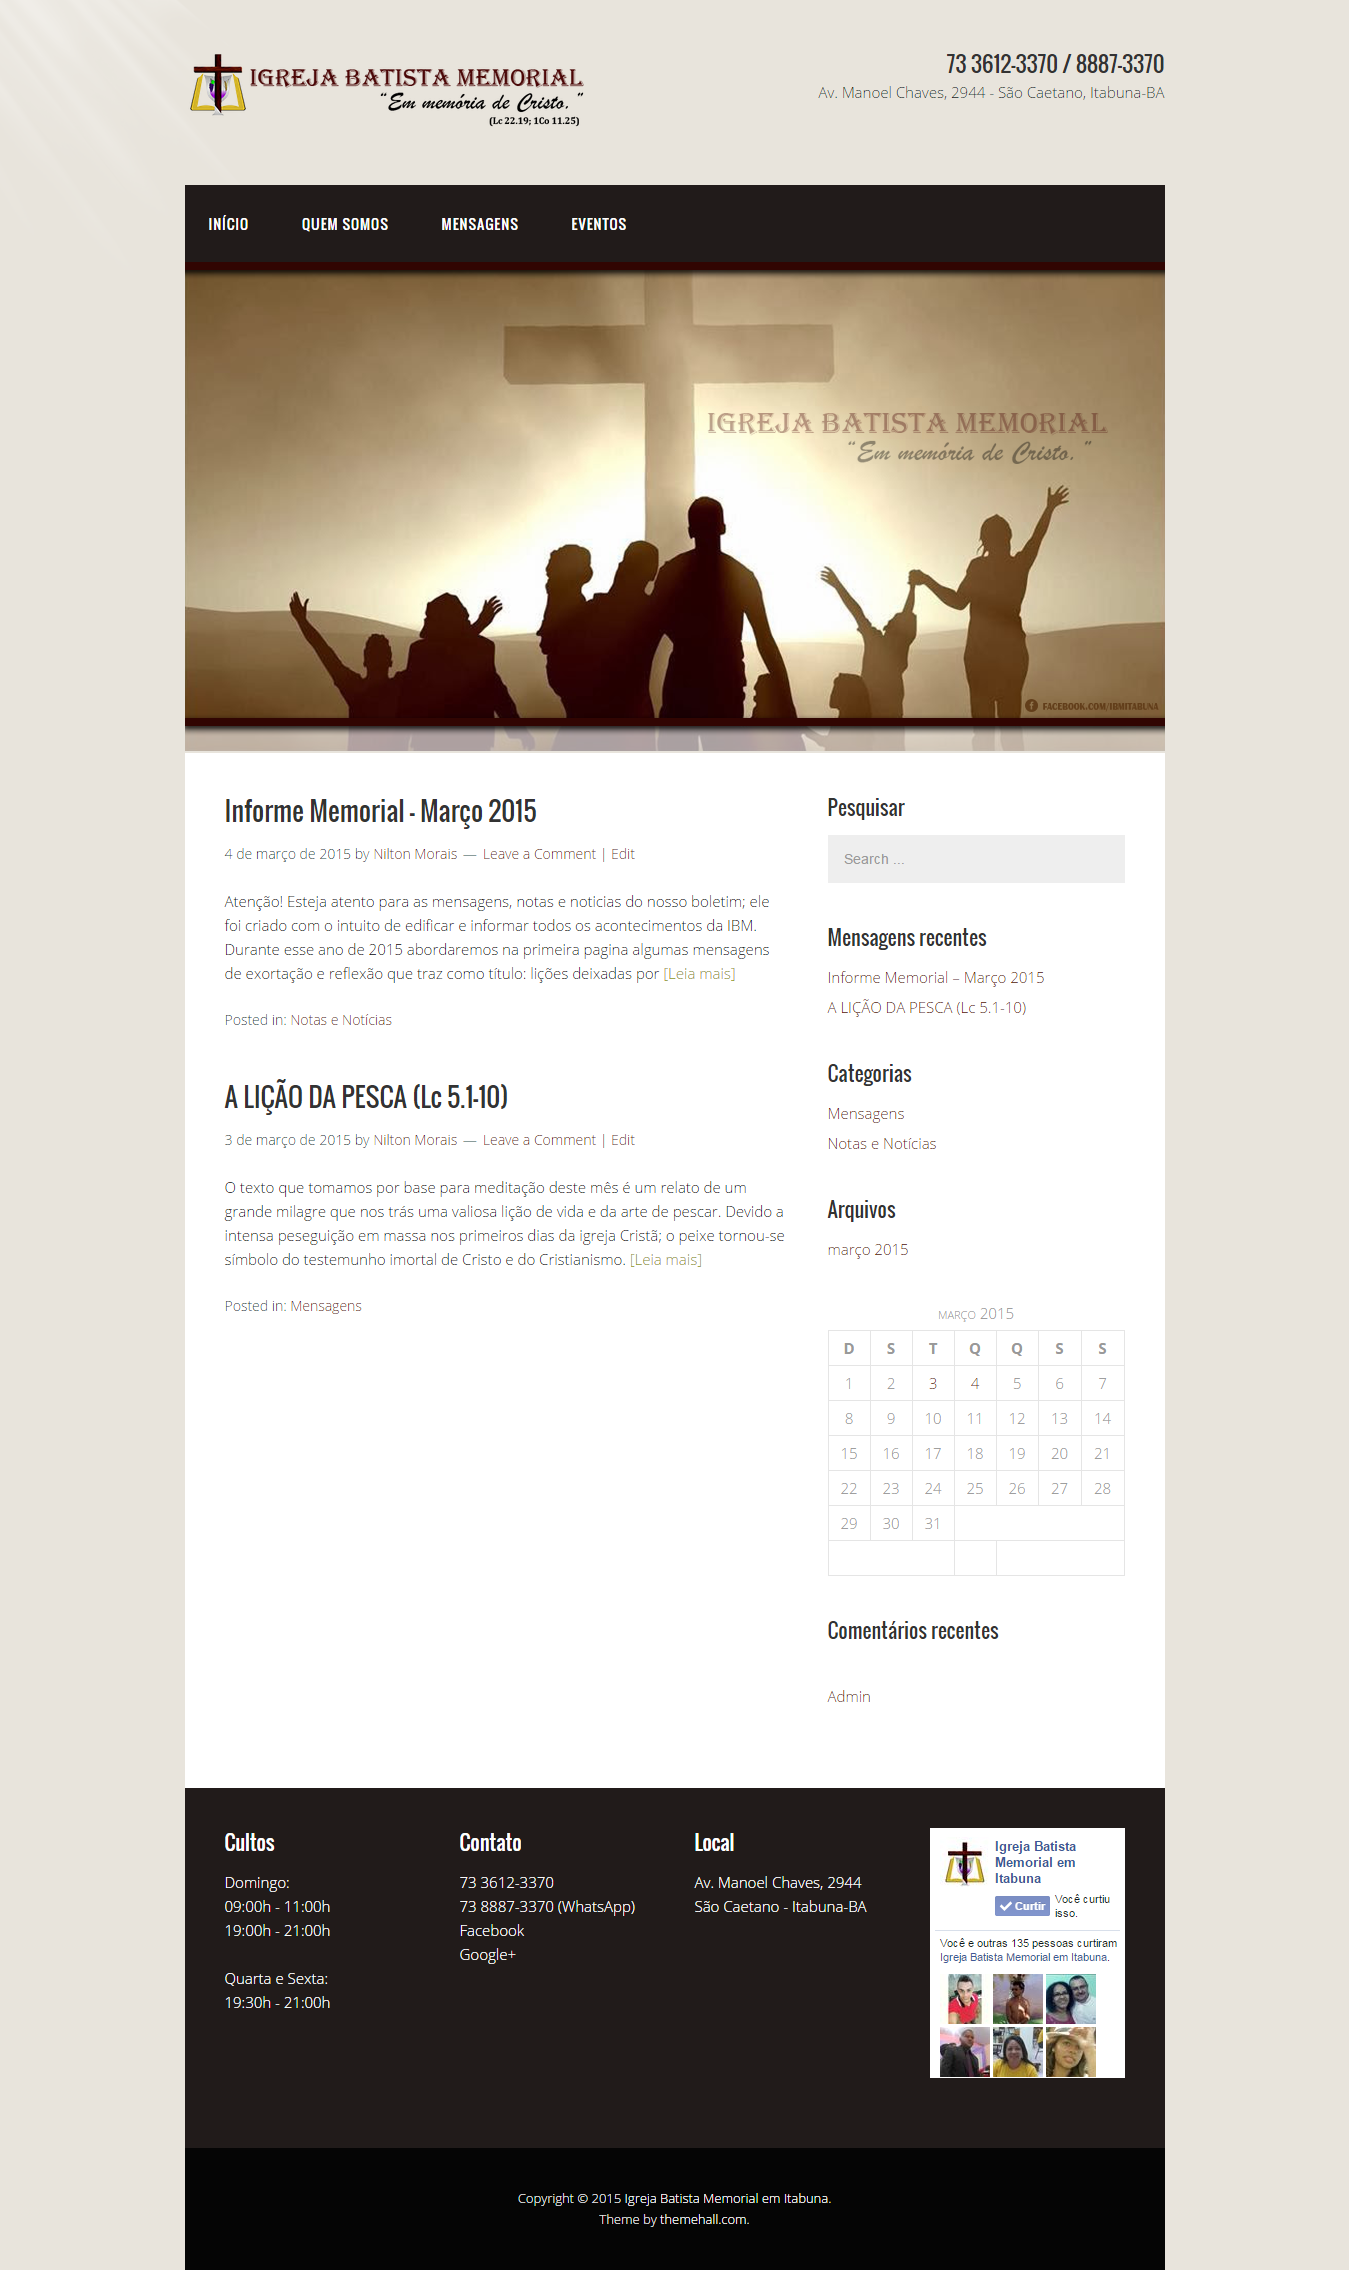 IGREJA BATISTA MEMORIAL
“Em memória de Cristo.”
(Lc 22.19; 1Co 11.25)
73 3612-3370 / 8887-3370
Av. Manoel Chaves, 2944 - São Caetano, Itabuna-BA
INÍCIO QUEM SOMOS MENSAGENS EVENTOS
IGREJA BATISTA MEMORIAL
“Em memória de Cristo.”
FACEBOOK.COM/IBMITABUNA
Informe Memorial - Março 2015
4 de março de 2015 by Nilton Morais — Leave a Comment | Edit
Atenção! Esteja atento para as mensagens, notas e noticias do nosso boletim; ele
foi criado com o intuito de edificar e informar todos os acontecimentos da IBM.
Durante esse ano de 2015 abordaremos na primeira pagina algumas mensagens
de exortação e reflexão que traz como título: lições deixadas por [Leia mais]
Posted in: Notas e Notícias
A LIÇÃO DA PESCA (Lc 5.1-10)
3 de março de 2015 by Nilton Morais — Leave a Comment | Edit
O texto que tomamos por base para meditação deste mês é um relato de um
grande milagre que nos trás uma valiosa lição de vida e da arte de pescar. Devido a
intensa peseguição em massa nos primeiros dias da igreja Cristã; o peixe tornou-se
símbolo do testemunho imortal de Cristo e do Cristianismo. [Leia mais]
Posted in: Mensagens
Pesquisar
Search ...
Mensagens recentes
Informe Memorial – Março 2015
A LIÇÃO DA PESCA (Lc 5.1-10)
Categorias
Mensagens
Notas e Notícias
Arquivos
março 2015
MARÇO 2015
D S T Q Q S S
1 2 3 4 5 6 7
8 9 10 11 12 13 14
15 16 17 18 19 20 21
22 23 24 25 26 27 28
29 30 31
Comentários recentes
Admin
Cultos
Domingo:
09:00h - 11:00h
19:00h - 21:00h
Quarta e Sexta:
19:30h - 21:00h
Contato
73 3612-3370
73 8887-3370 (WhatsApp)
Facebook
Google+
Local
Av. Manoel Chaves, 2944
São Caetano - Itabuna-BA
Igreja Batista
Memorial em
Itabuna
Curtir
Você curtiu
isso.
Você e outras 135 pessoas curtiram
Igreja Batista Memorial em Itabuna.
Copyright © 2015 Igreja Batista Memorial em Itabuna.
Theme by themehall.com.